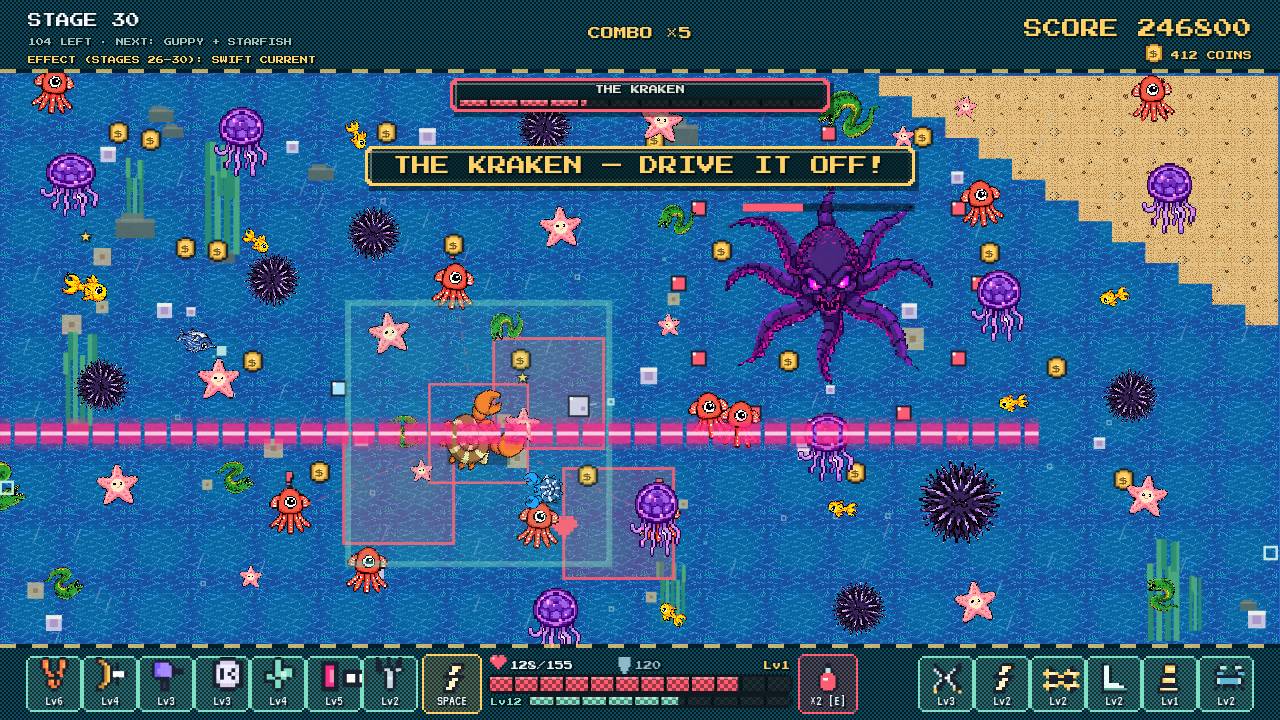 STAGE 30
104 LEFT · NEXT: GUPPY + STARFISH
EFFECT (STAGES 26-30): SWIFT CURRENT
COMBO ×5
SCORE 246800
412 COINS
THE KRAKEN
THE KRAKEN — DRIVE IT OFF!
Lv6
Lv4
Lv3
Lv3
Lv4
Lv5
Lv2
SPACE
128/155
120
Lv1
Lv12
X2 [E]
Lv3
Lv2
Lv2
Lv2
Lv1
Lv2